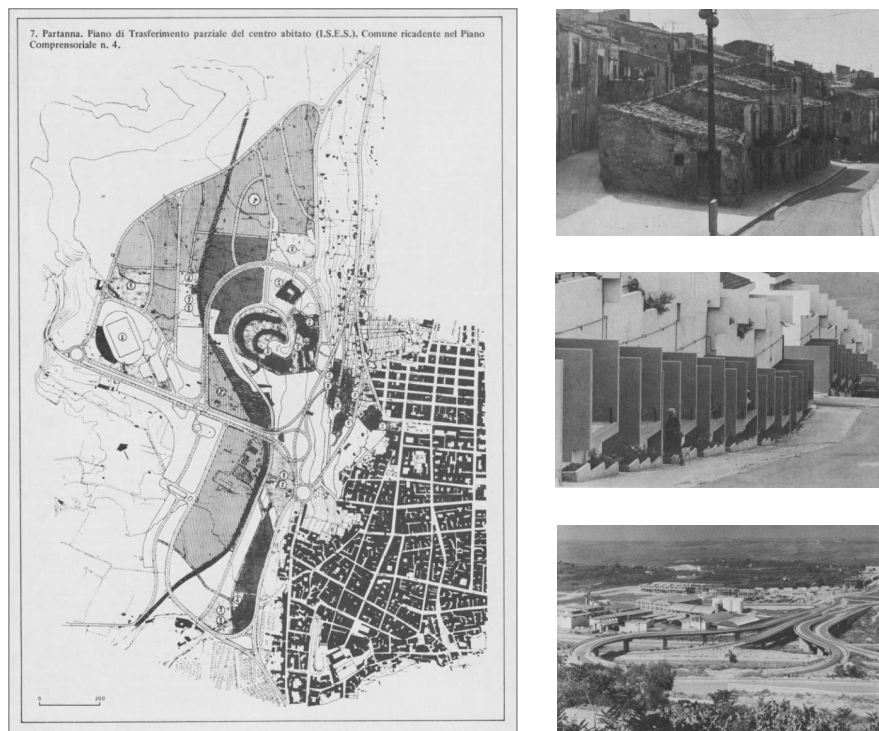 7. Partanna. Piano di Trasferimento parziale del centro abitato (I.S.E.S.). Comune ricadente nel Piano
Comprensoriale n. 4.
0 200